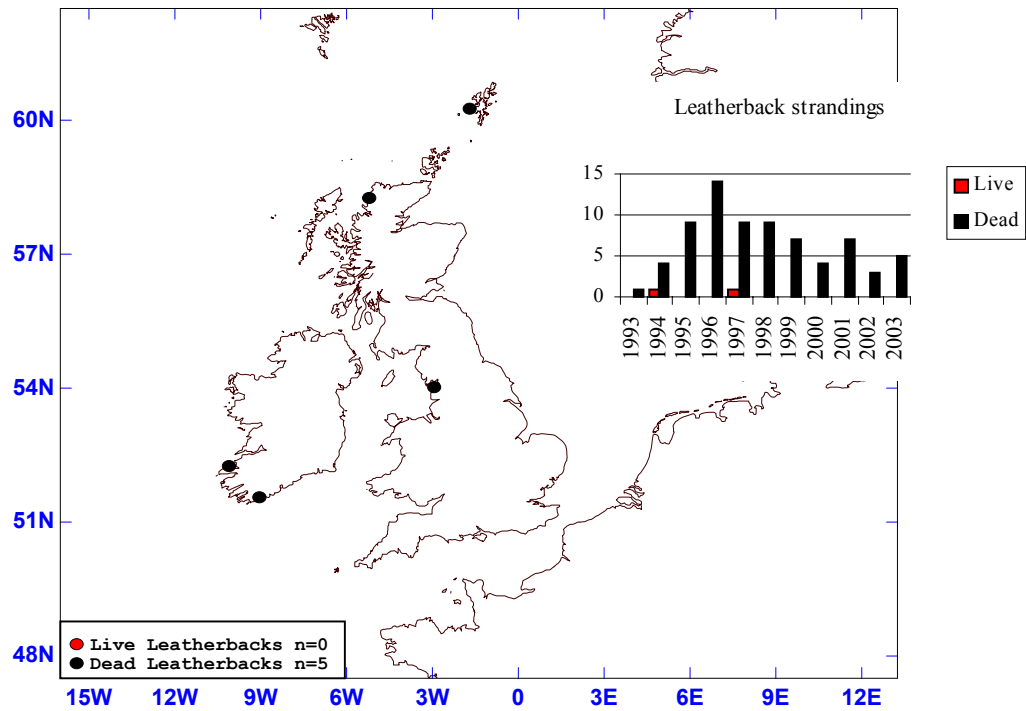 60N
57N
54N
51N
48N
Leatherback strandings
15
10
5
0
1993
1994
1995
1996
1997
1998
1999
2000
2001
2002
2003
Live
Dead
Live Leatherbacks n=0
Dead Leatherbacks n=5
15W 12W 9W 6W 3W 0 3E 6E 9E 12E